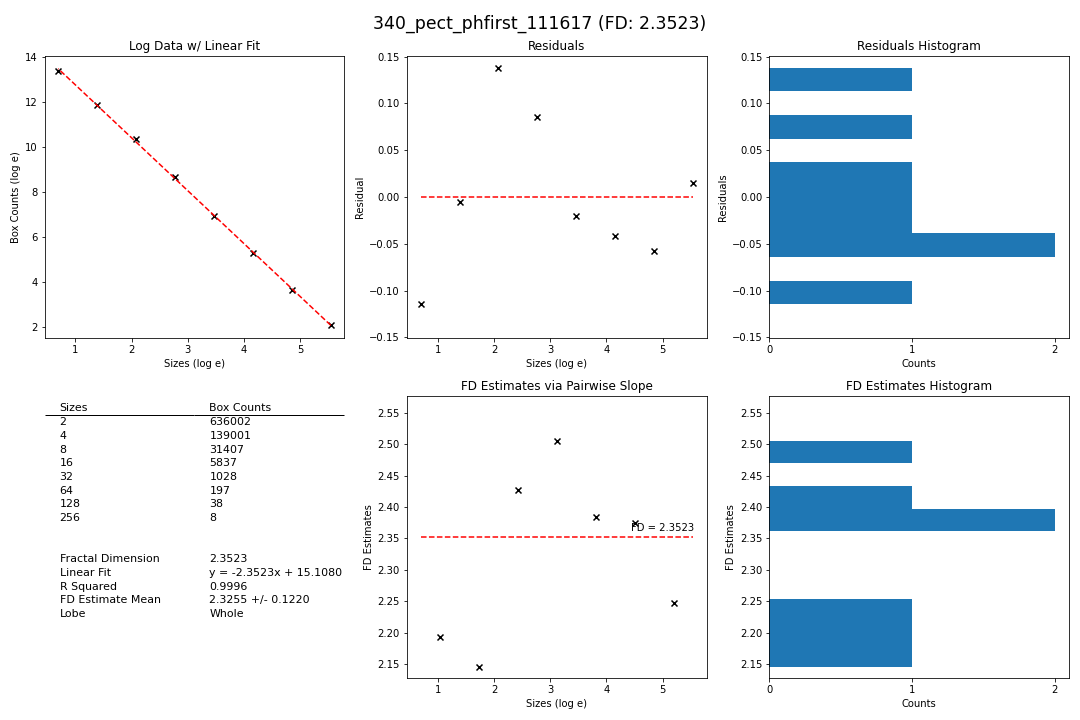 340_pect_phfirst_111617 (FD: 2.3523)
Log Data w/ Linear Fit
Box Counts (log e)
14
12
10
8
6
4
2
1 2 3 4 5
Sizes (log e)
Residuals
Residual
0.15
0.10
0.05
0.00
−0.05
−0.10
−0.15
1 2 3 4 5
Sizes (log e)
Residuals Histogram
Residuals
0.15
0.10
0.05
0.00
−0.05
−0.10
−0.15
0 1 2
Counts
Sizes Box Counts
2 636002
4 139001
8 31407
16 5837
32 1028
64 197
128 38
256 8
Fractal Dimension 2.3523
Linear Fit y = -2.3523x + 15.1080
R Squared 0.9996
FD Estimate Mean 2.3255 +/- 0.1220
Lobe Whole
FD Estimates via Pairwise Slope
FD Estimates
2.55
2.50
2.45
2.40
2.35
2.30
2.25
2.20
2.15
FD = 2.3523
1 2 3 4 5
Sizes (log e)
FD Estimates Histogram
FD Estimates
2.55
2.50
2.45
2.40
2.35
2.30
2.25
2.20
2.15
0 1 2
Counts